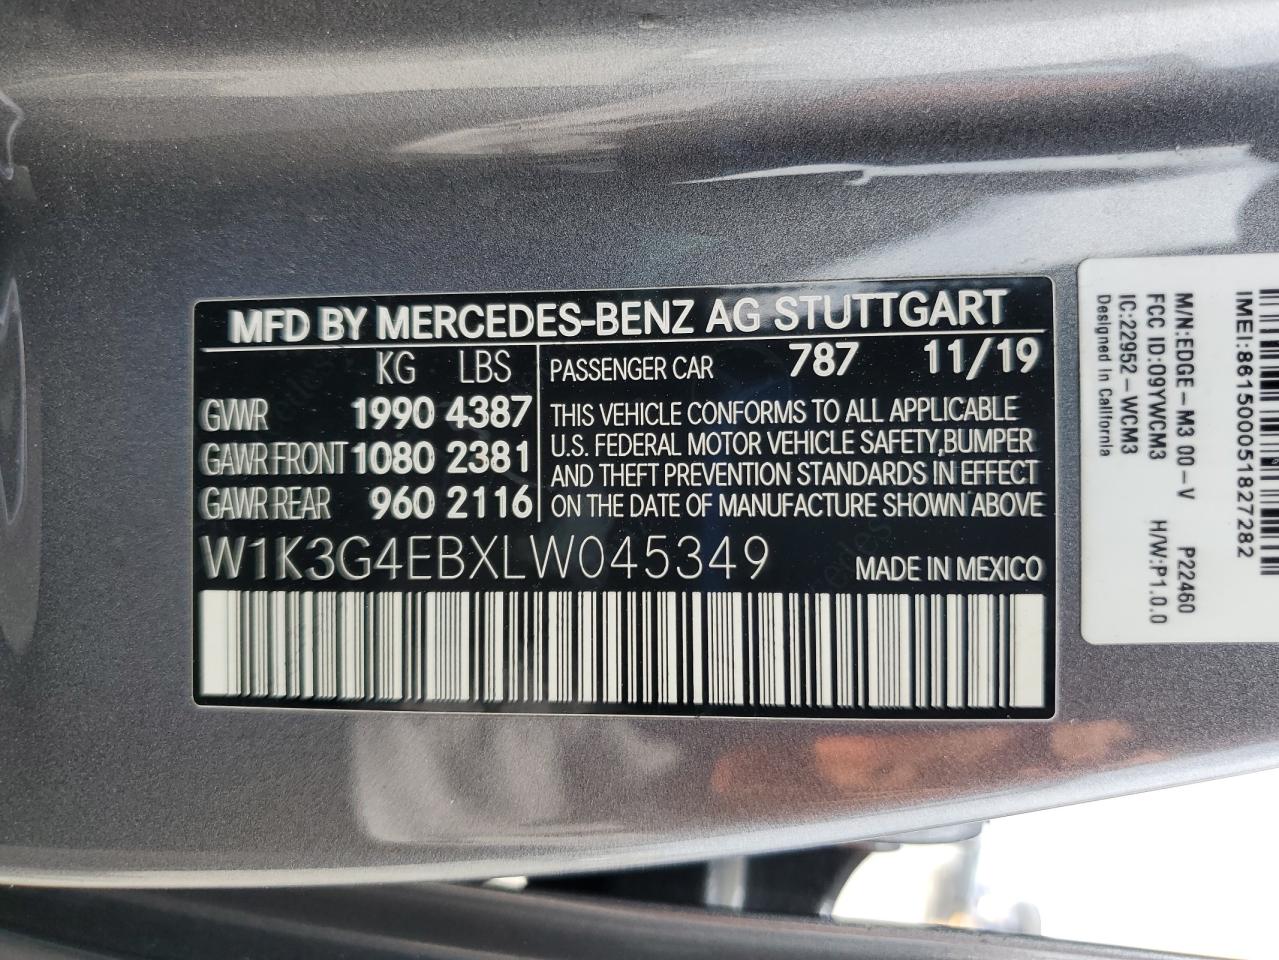 MFD BY MERCEDES-BENZ AG STUTTGART
KG LBS
GVWR 1990 4387
GAWR FRONT 1080 2381
GAWR REAR 960 2116
PASSENGER CAR 787 11/19
THIS VEHICLE CONFORMS TO ALL APPLICABLE
U.S. FEDERAL MOTOR VEHICLE SAFETY,BUMPER
AND THEFT PREVENTION STANDARDS IN EFFECT
ON THE DATE OF MANUFACTURE SHOWN ABOVE
W1K3G4EBXLW045349 MADE IN MEXICO
IMEI:861500051827282
M/N:EDGE-M3 00-V P22460
FCC ID:09YWCM3 H/W:P1.0.0
IC:22952-WCM3
Designed in California